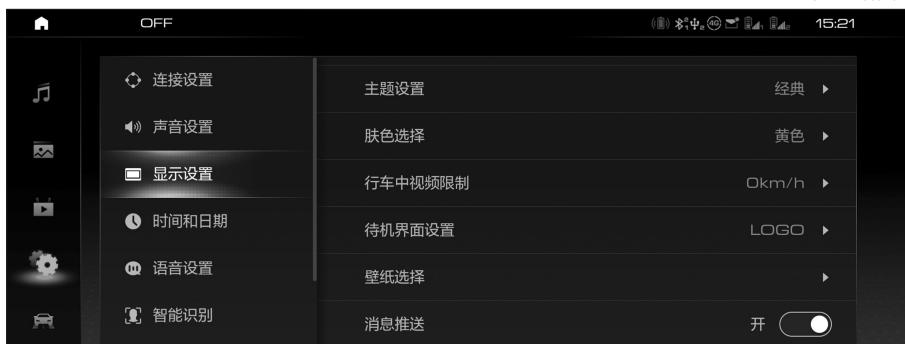 OFF 4G 1 2 15:21
连接设置
声音设置
显示设置
时间和日期
语音设置
智能识别
主题设置 经典
肤色选择 黄色
行车中视频限制 0km/h
待机界面设置 LOGO
壁纸选择
消息推送 开